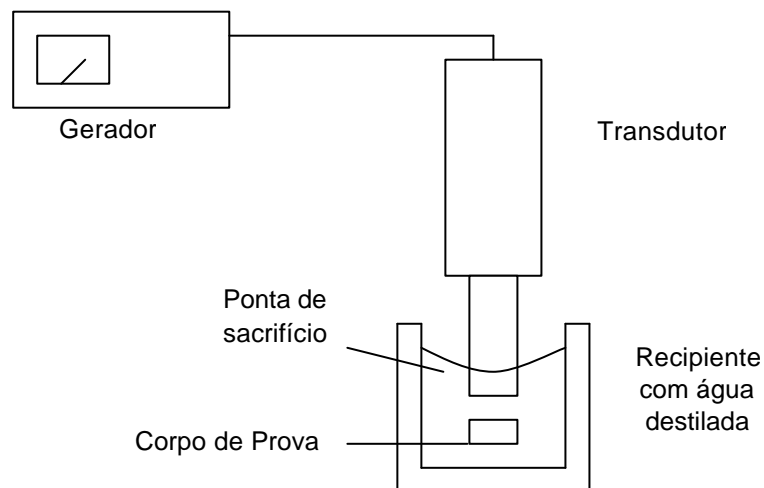 Gerador
Transdutor
Ponta de
sacrifício
Recipiente
com água
destilada
Corpo de Prova